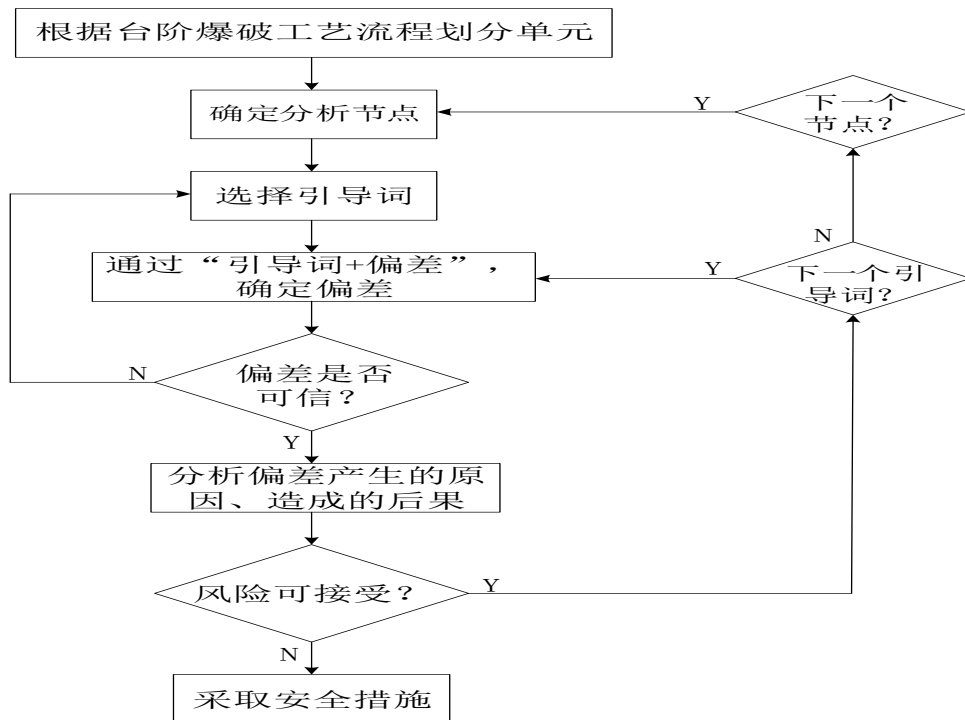 根据台阶爆破工艺流程划分单元
确定分析节点
Y
下一个
节点?
选择引导词
N
通过“引导词+偏差”,
确定偏差
Y
下一个引
导词?
N
偏差是否
可信?
Y
分析偏差产生的原
因、造成的后果
风险可接受?
Y
N
采取安全措施